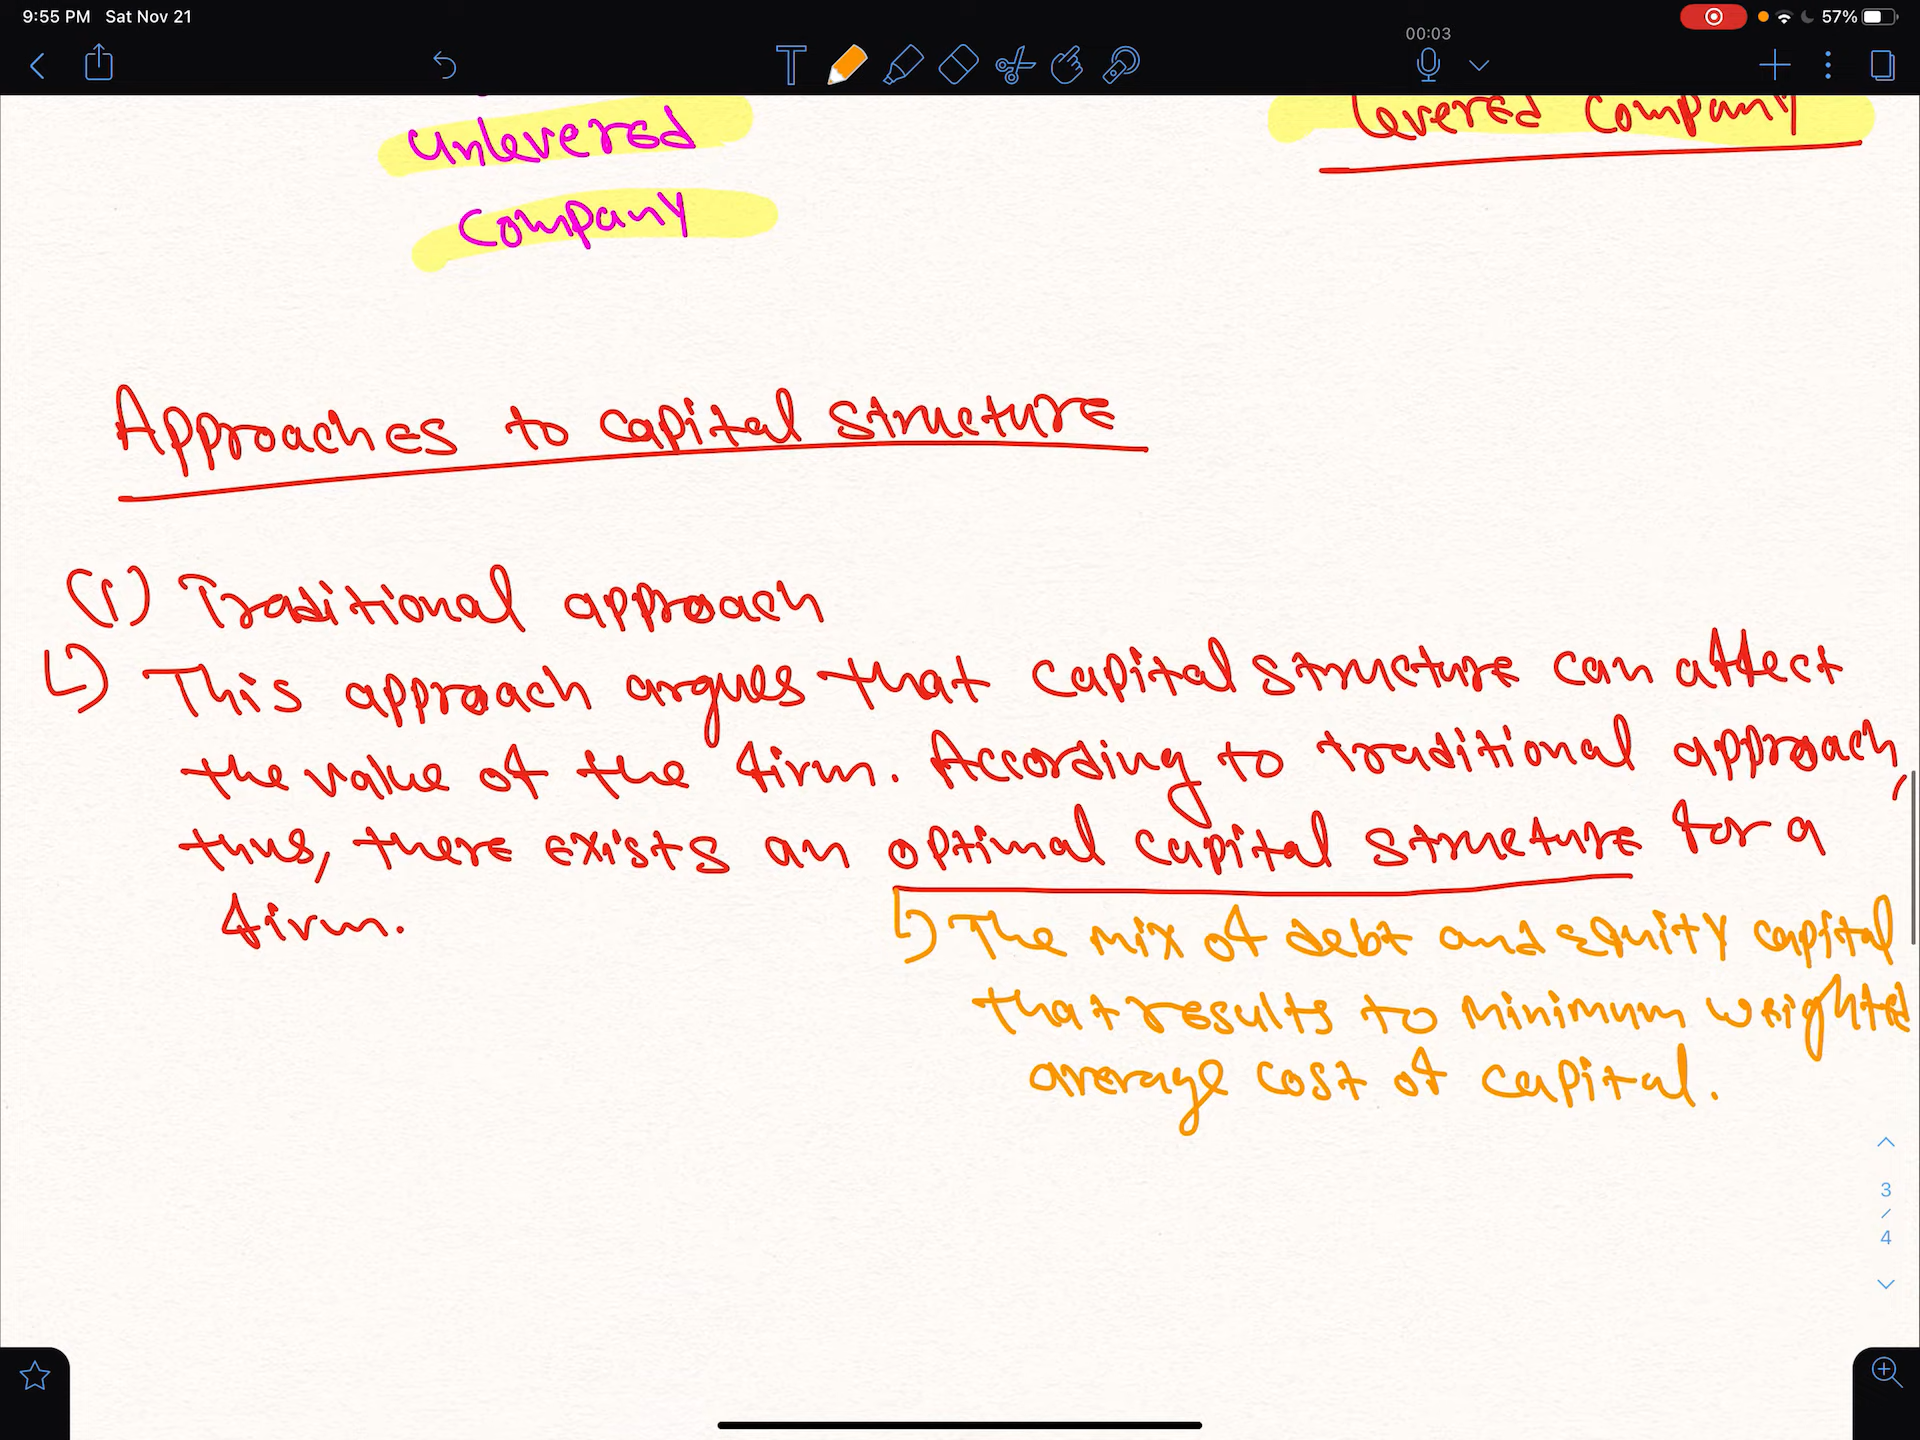 9:55 PM Sat Nov 21
57%
00:03
Unlevered
Company
levered company
Approaches to capital structure
(1) Traditional approach
This approach argues that capital structure can affect
the value of the firm. According to traditional approach,
thus, there exists an optimal capital structure for a
firm.
The mix of debt and equity capital
that results to minimum weighted
average cost of capital.
3
/
4